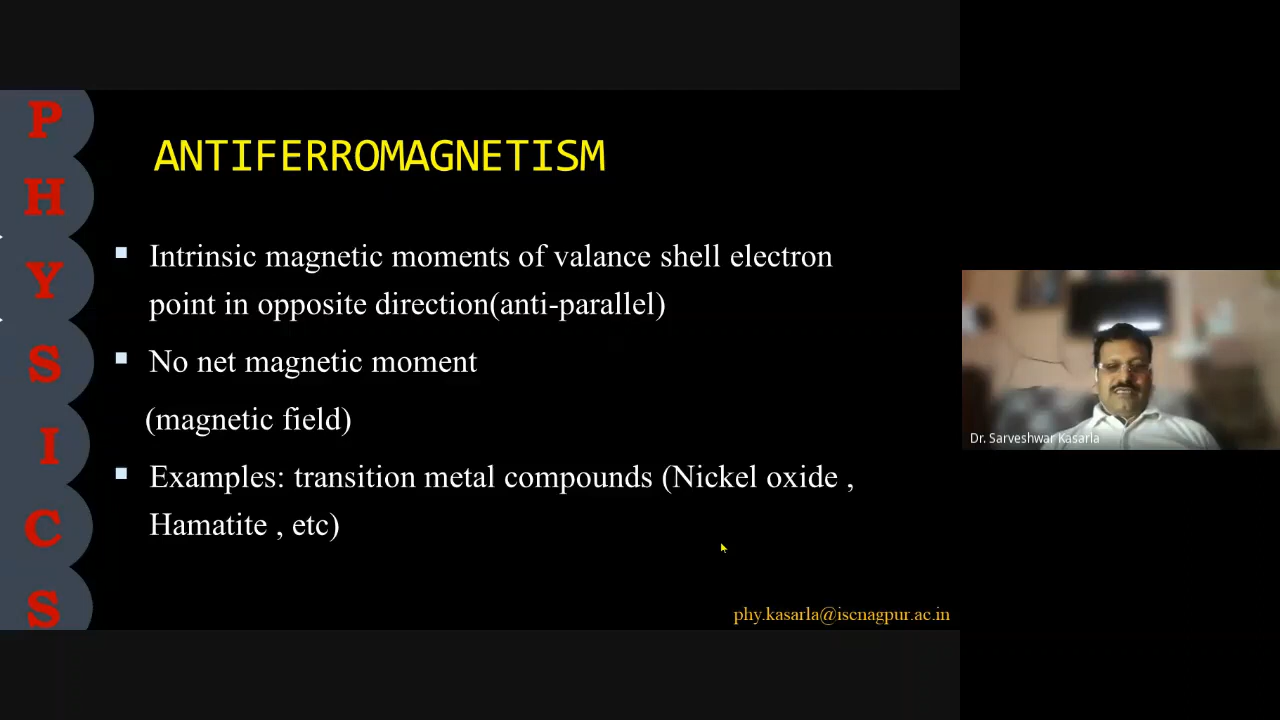 PHYSICS
ANTIFERROMAGNETISM
Intrinsic magnetic moments of valance shell electron
point in opposite direction(anti-parallel)
No net magnetic moment
(magnetic field)
Examples: transition metal compounds (Nickel oxide ,
Hamatite , etc)
phy.kasarla@iscnagpur.ac.in
Dr. Sarveshwar Kasarla